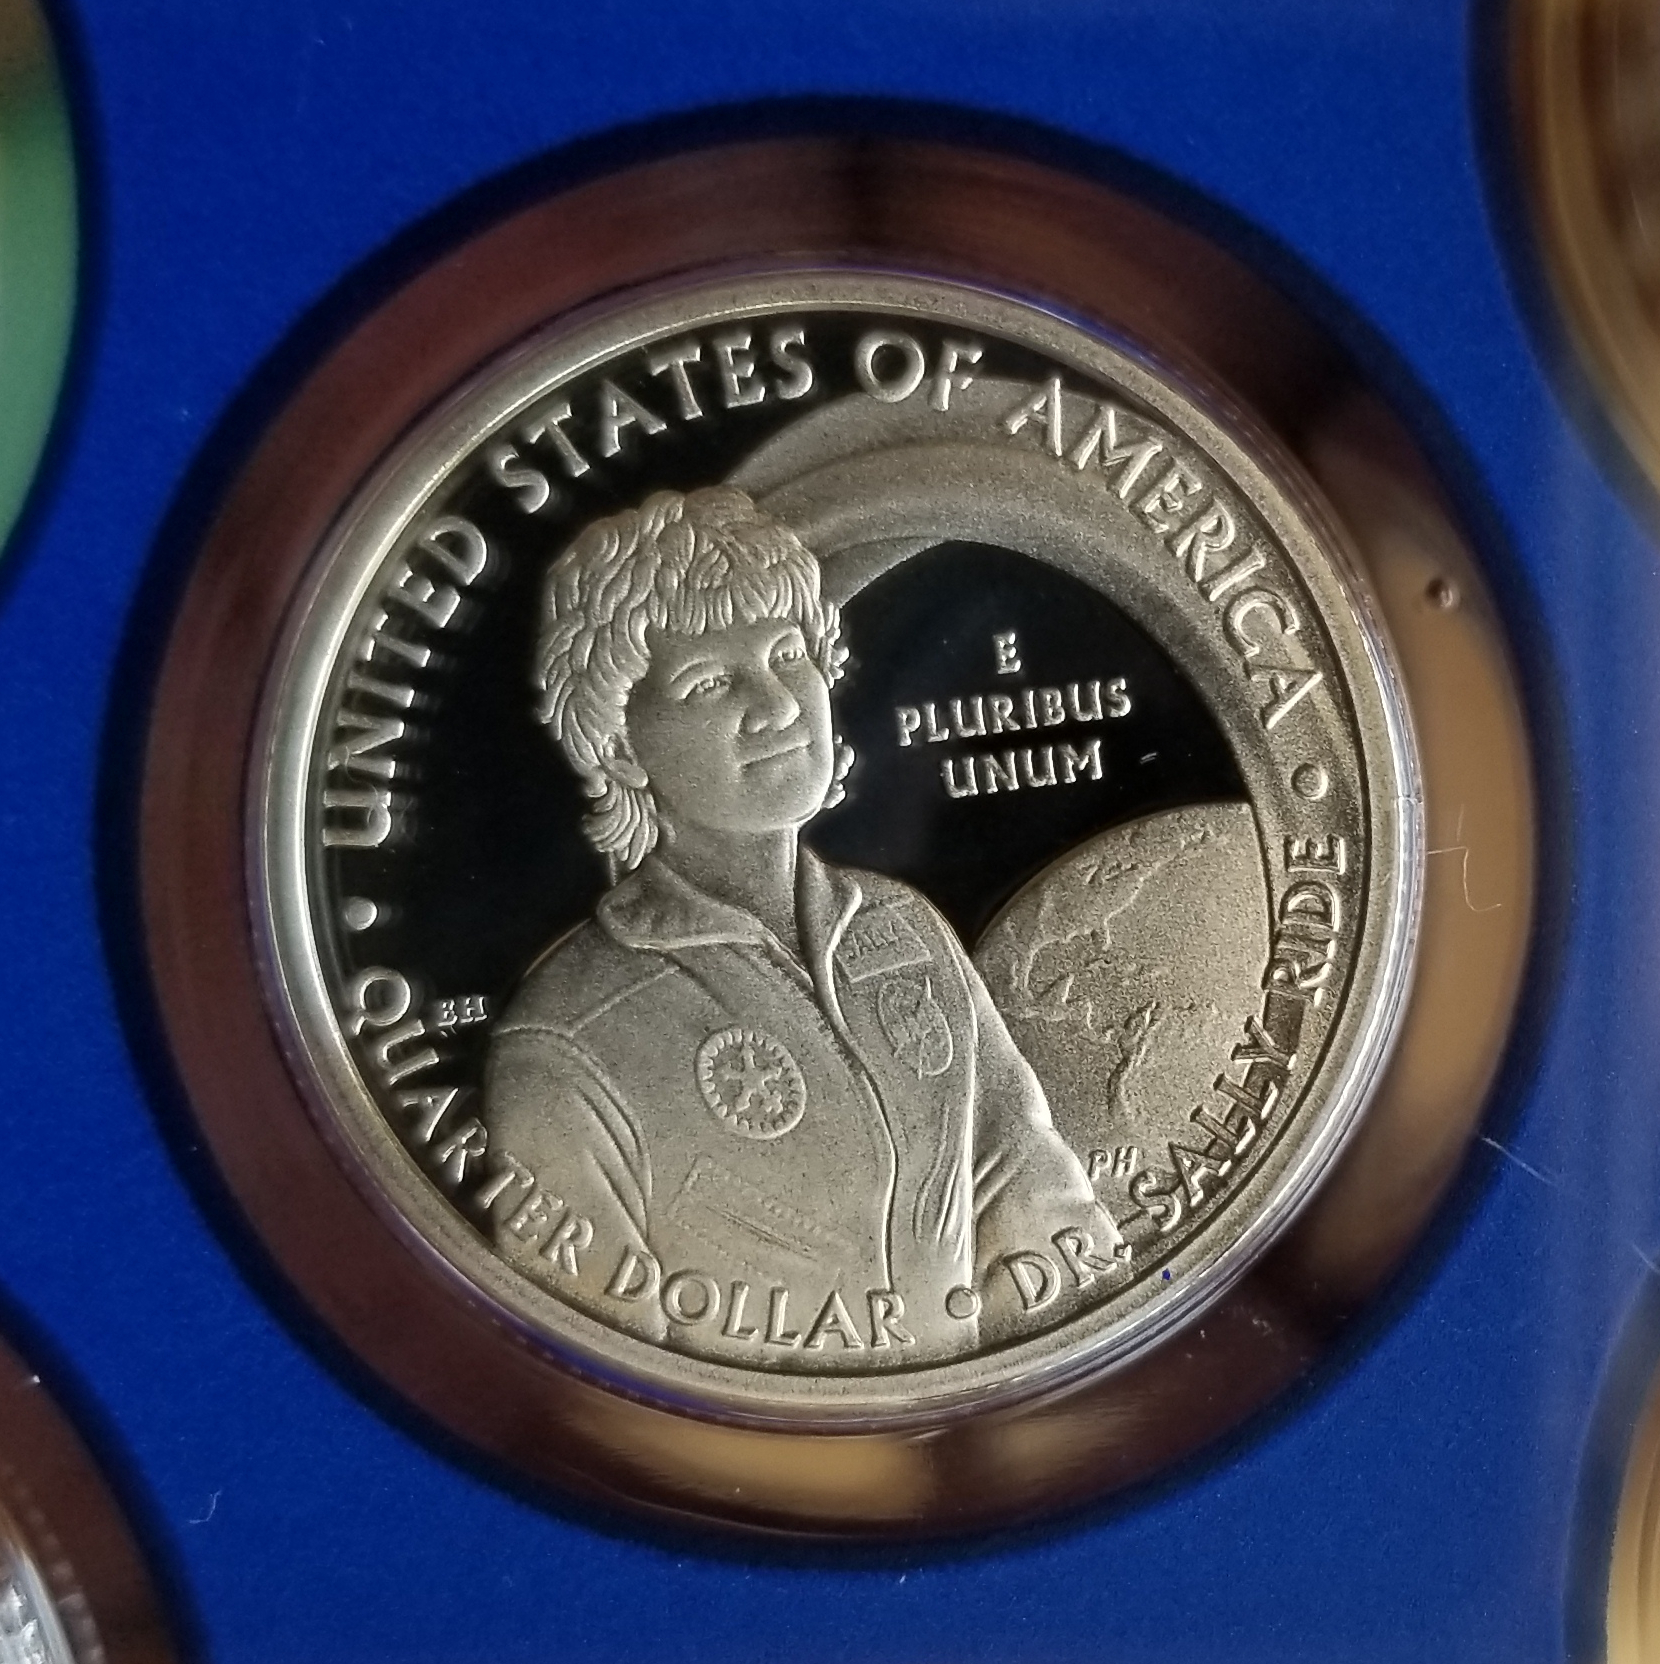 UNITED STATES OF AMERICA
E
PLURIBUS
UNUM
SALLY
EH
PH
QUARTER DOLLAR • DR. SALLY RIDE